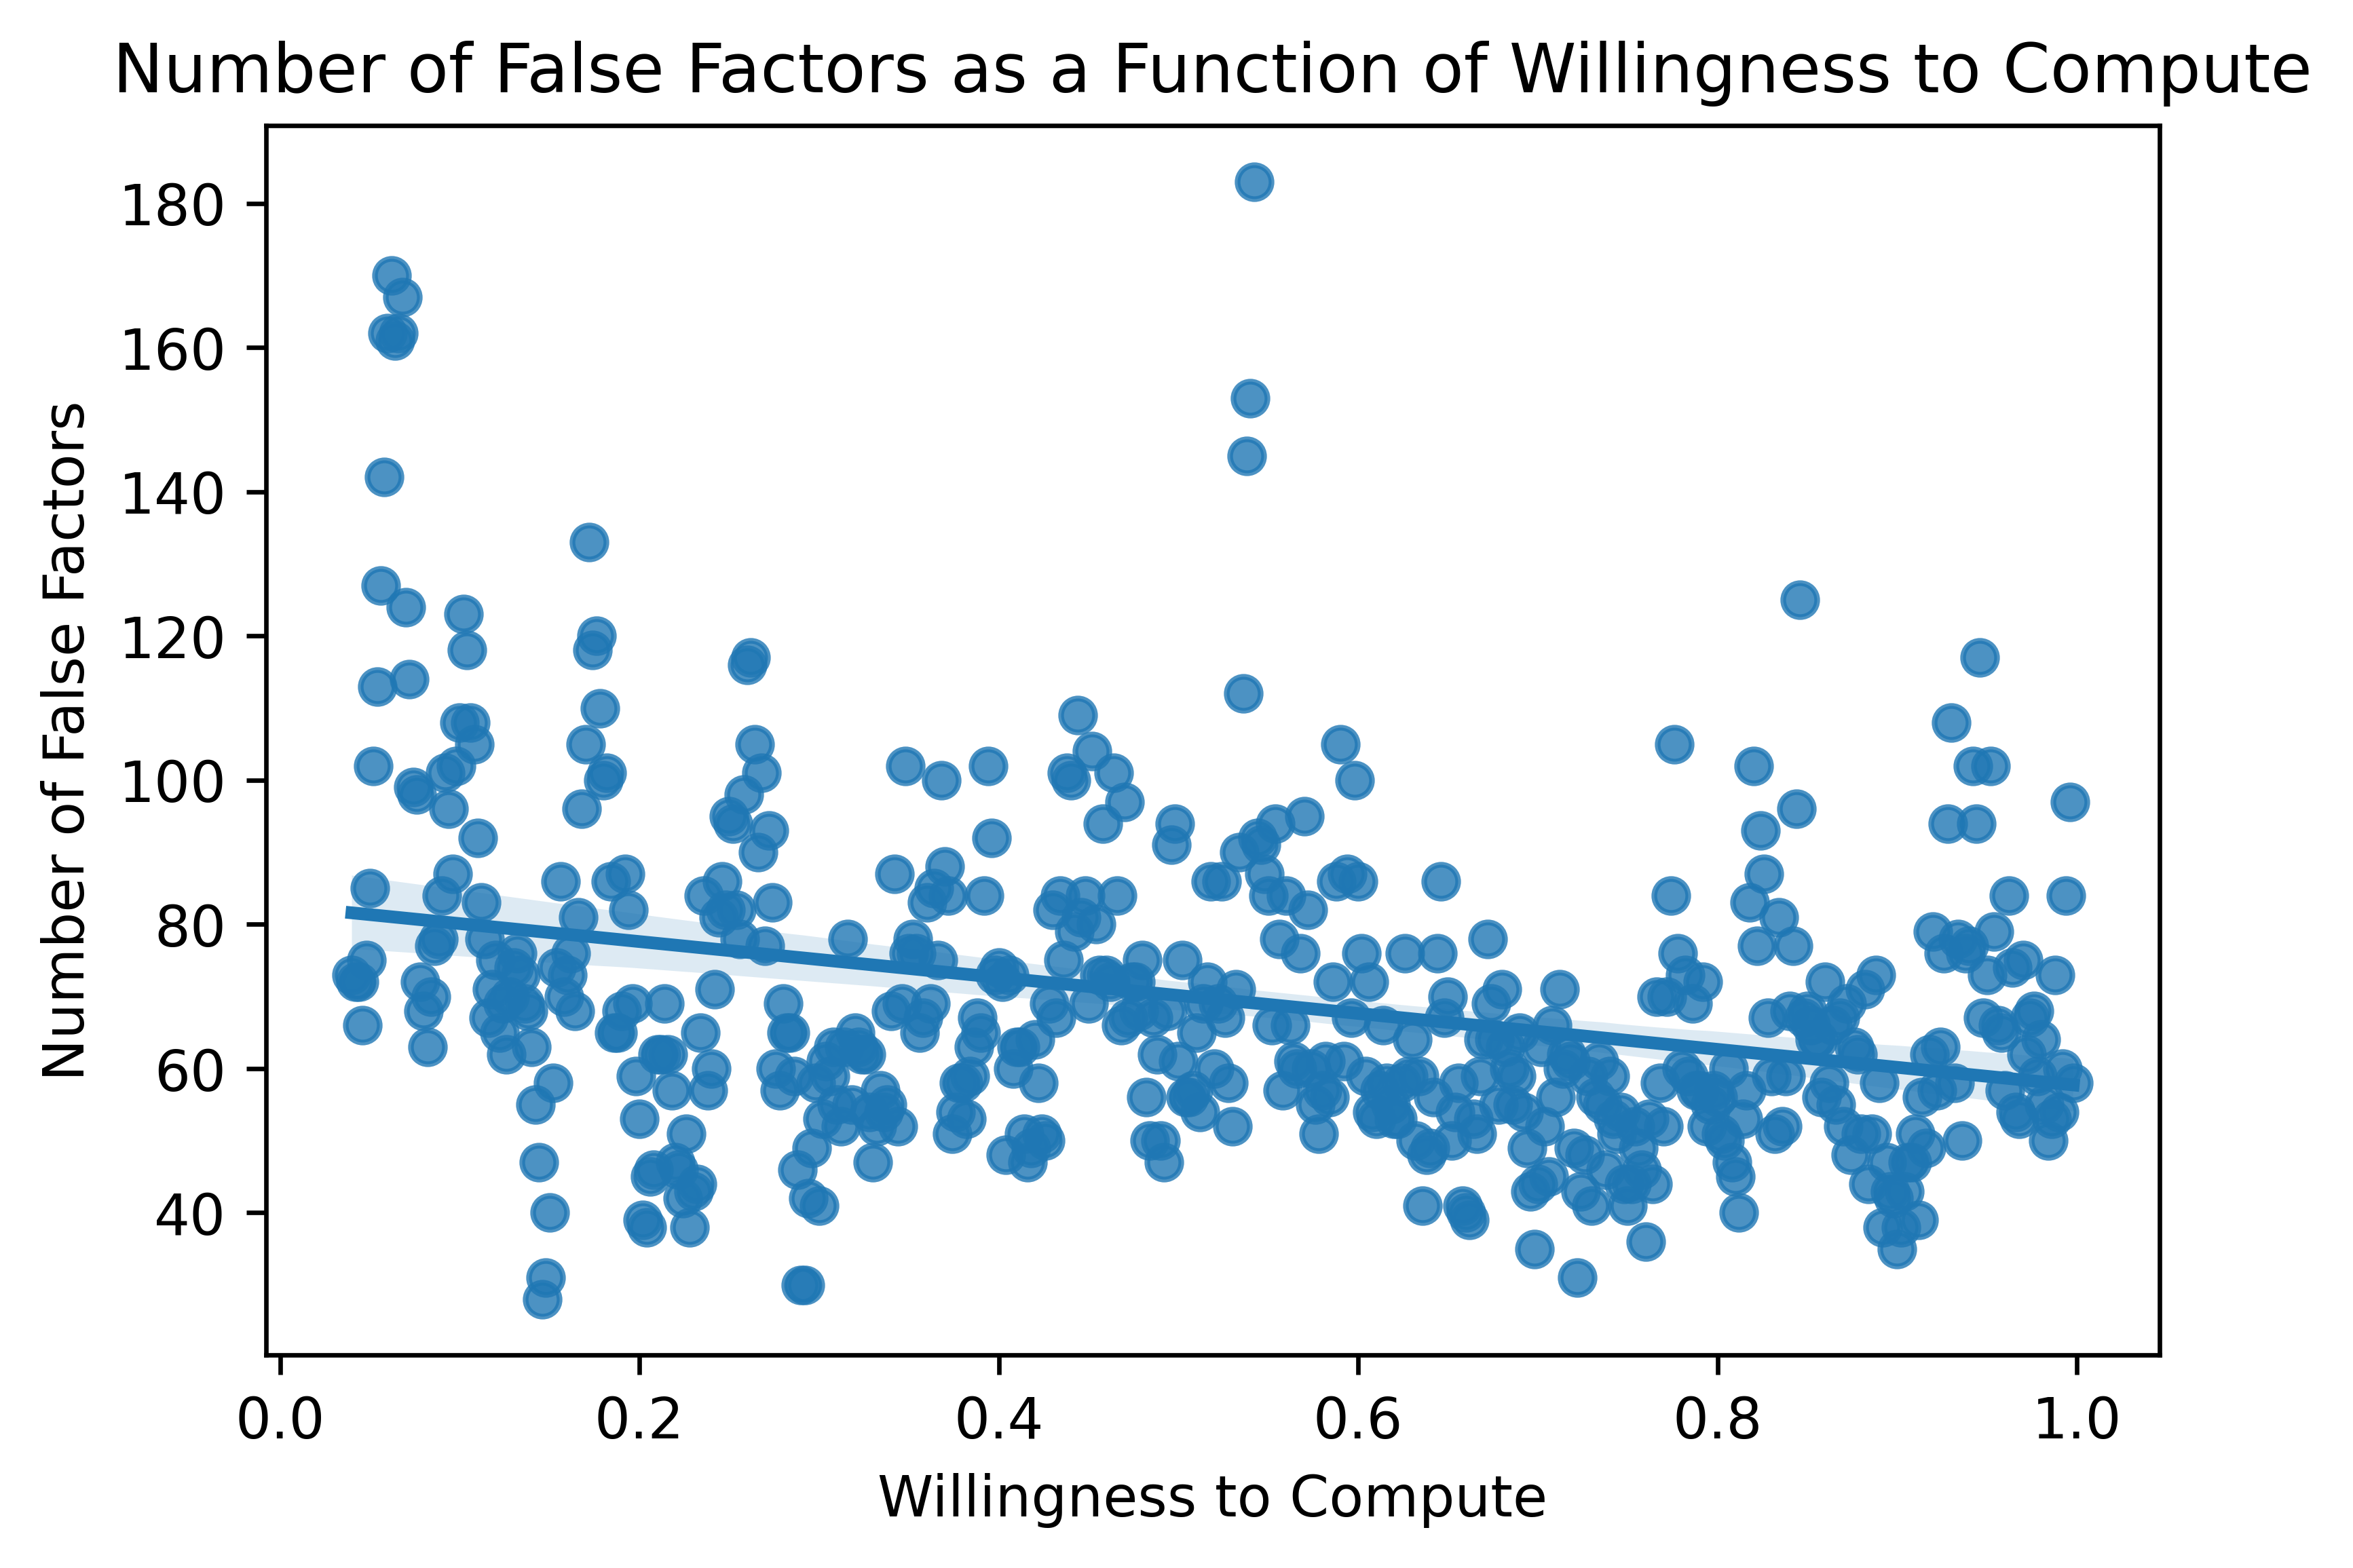 Number of False Factors as a Function of Willingness to Compute
Number of False Factors
180
160
140
120
100
80
60
40
0.0 0.2 0.4 0.6 0.8 1.0
Willingness to Compute